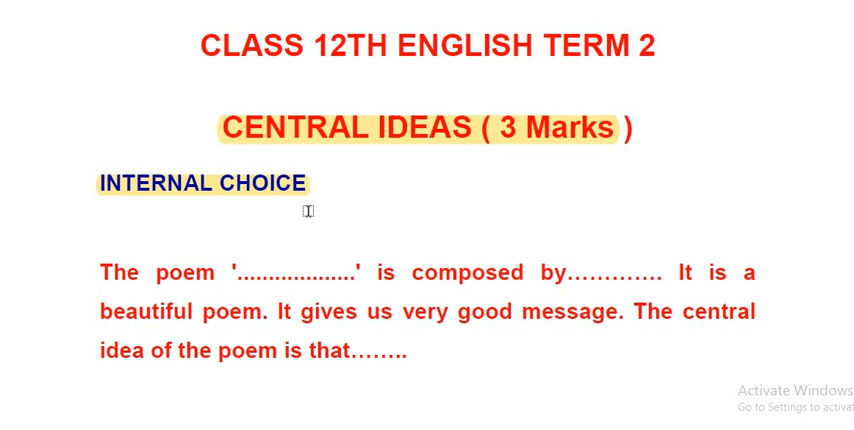 CLASS 12TH ENGLISH TERM 2
CENTRAL IDEAS ( 3 Marks )
INTERNAL CHOICE
The poem '...................' is composed by…………. It is a
beautiful poem. It gives us very good message. The central
idea of the poem is that……..
Activate Windows
Go to Settings to activat